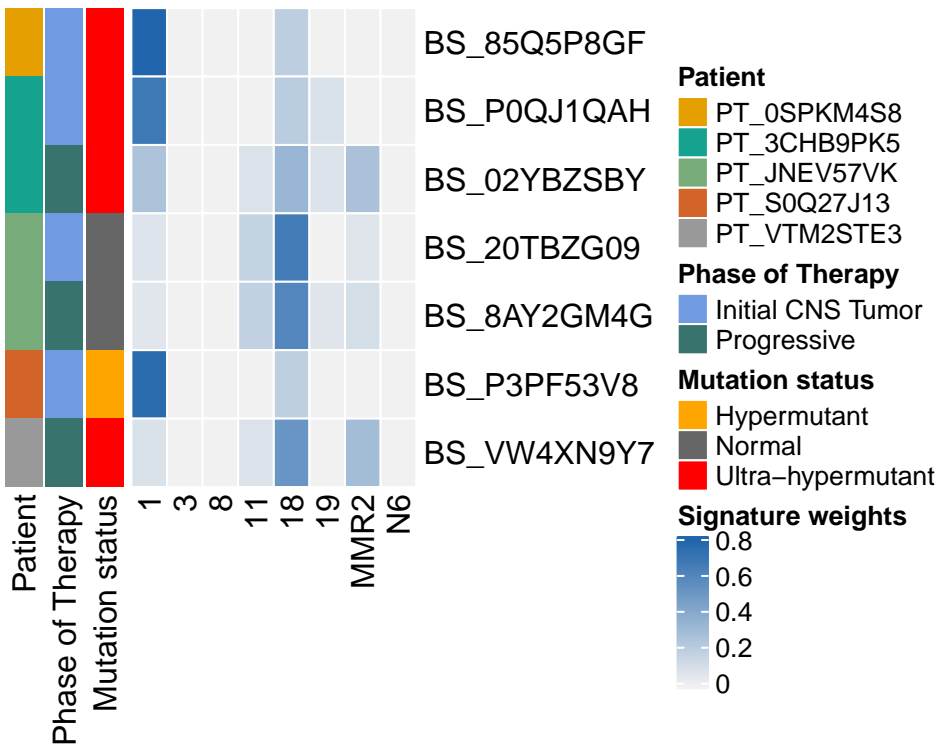 BS_85Q5P8GF
BS_P0QJ1QAH
BS_02YBZSBY
BS_20TBZG09
BS_8AY2GM4G
BS_P3PF53V8
BS_VW4XN9Y7
Patient
Phase of Therapy
Mutation status
1
3
8
11
18
19
MMR2
N6
Patient
PT_0SPKM4S8
PT_3CHB9PK5
PT_JNEV57VK
PT_S0Q27J13
PT_VTM2STE3
Phase of Therapy
Initial CNS Tumor
Progressive
Mutation status
Hypermutant
Normal
Ultra−hypermutant
Signature weights
0.8
0.6
0.4
0.2
0